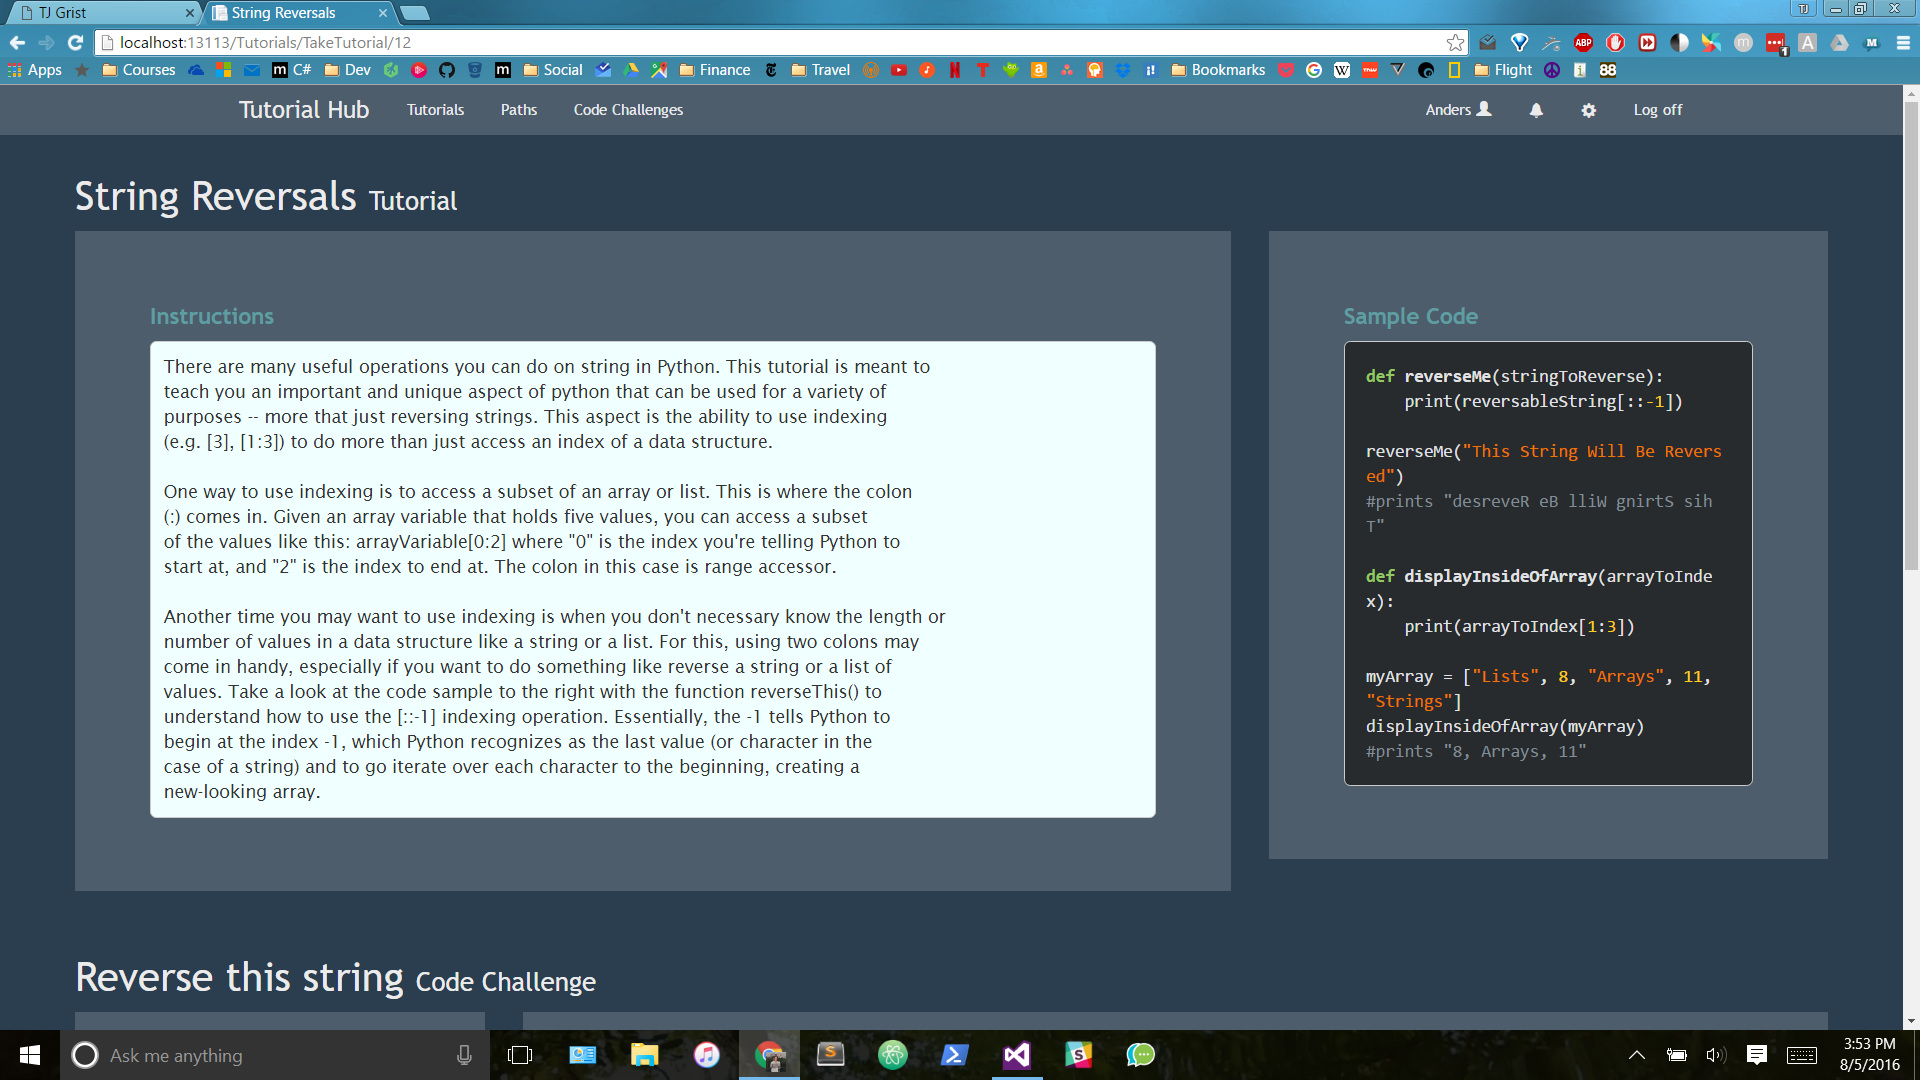 TJ Grist
String Reversals
TJ
localhost:13113/Tutorials/TakeTutorial/12
ABP
1
A
M
Apps
Courses
m C#
Dev
m
Social
Finance
Travel
Bookmarks
Flight
88
Tutorial Hub
Tutorials
Paths
Code Challenges
Anders
Log off
String Reversals Tutorial
Instructions
There are many useful operations you can do on string in Python. This tutorial is meant to
teach you an important and unique aspect of python that can be used for a variety of
purposes -- more that just reversing strings. This aspect is the ability to use indexing
(e.g. [3], [1:3]) to do more than just access an index of a data structure.
One way to use indexing is to access a subset of an array or list. This is where the colon
(:) comes in. Given an array variable that holds five values, you can access a subset
of the values like this: arrayVariable[0:2] where "0" is the index you're telling Python to
start at, and "2" is the index to end at. The colon in this case is range accessor.
Another time you may want to use indexing is when you don't necessary know the length or
number of values in a data structure like a string or a list. For this, using two colons may
come in handy, especially if you want to do something like reverse a string or a list of
values. Take a look at the code sample to the right with the function reverseThis() to
understand how to use the [::-1] indexing operation. Essentially, the -1 tells Python to
begin at the index -1, which Python recognizes as the last value (or character in the
case of a string) and to go iterate over each character to the beginning, creating a
new-looking array.
Sample Code
def reverseMe(stringToReverse):
print(reversableString[::-1])
reverseMe("This String Will Be Revers
ed")
#prints "desreveR eB lliW gnirtS sih
T"
def displayInsideOfArray(arrayToInde
x):
print(arrayToIndex[1:3])
myArray = ["Lists", 8, "Arrays", 11,
"Strings"]
displayInsideOfArray(myArray)
#prints "8, Arrays, 11"
Reverse this string Code Challenge
Ask me anything
3:53 PM
8/5/2016